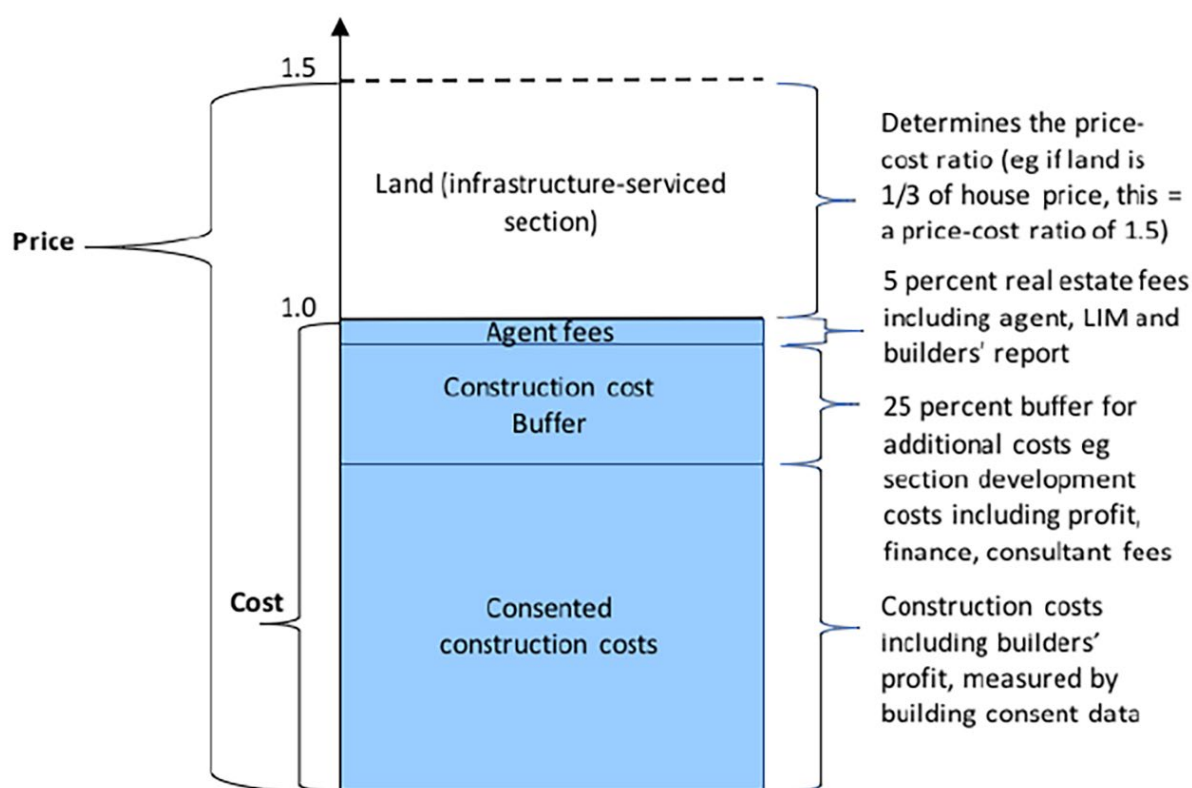 1.5
Land (infrastructure-serviced
section)
Determines the price-
cost ratio (eg if land is
1/3 of house price, this =
a price-cost ratio of 1.5)
Price
1.0
Agent fees
5 percent real estate fees
including agent, LIM and
builders' report
Construction cost
Buffer
25 percent buffer for
additional costs eg
section development
costs including profit,
finance, consultant fees
Cost
Consented
construction costs
Construction costs
including builders'
profit, measured by
building consent data